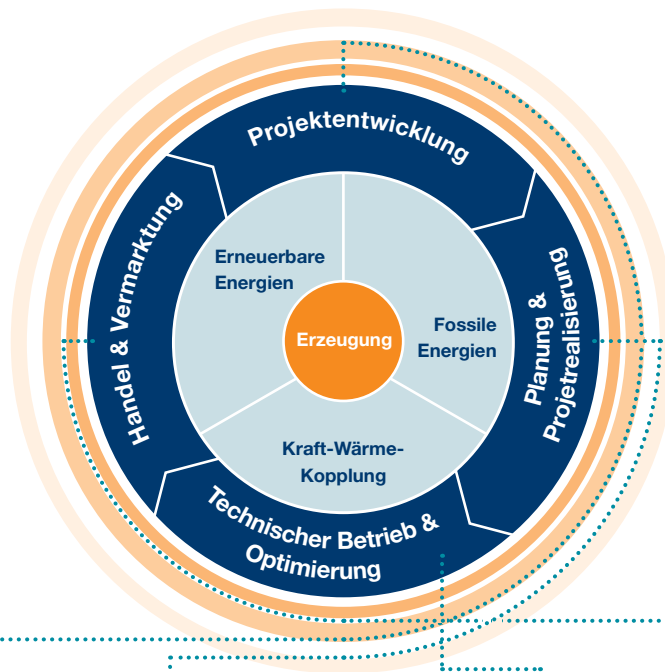 Projektentwicklung
Planung &
Projetrealisierung
Technischer Betrieb &
Optimierung
Handel & Vermarktung
Erneuerbare
Energien
Fossile
Energien
Kraft-Wärme-
Kopplung
Erzeugung